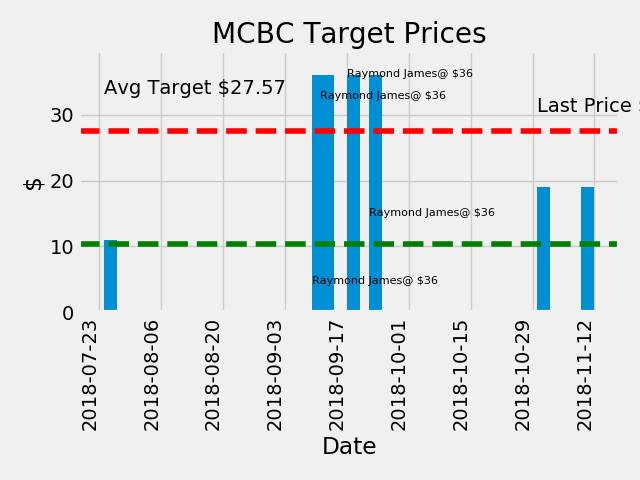 MCBC Target Prices
Raymond James@ $36
Avg Target $27.57
Raymond James@ $36
Last Price
30
$
20
Raymond James@ $36
10
Raymond James@ $36
0
2018-07-23
2018-08-06
2018-08-20
2018-09-03
2018-09-17
2018-10-01
2018-10-15
2018-10-29
2018-11-12
Date